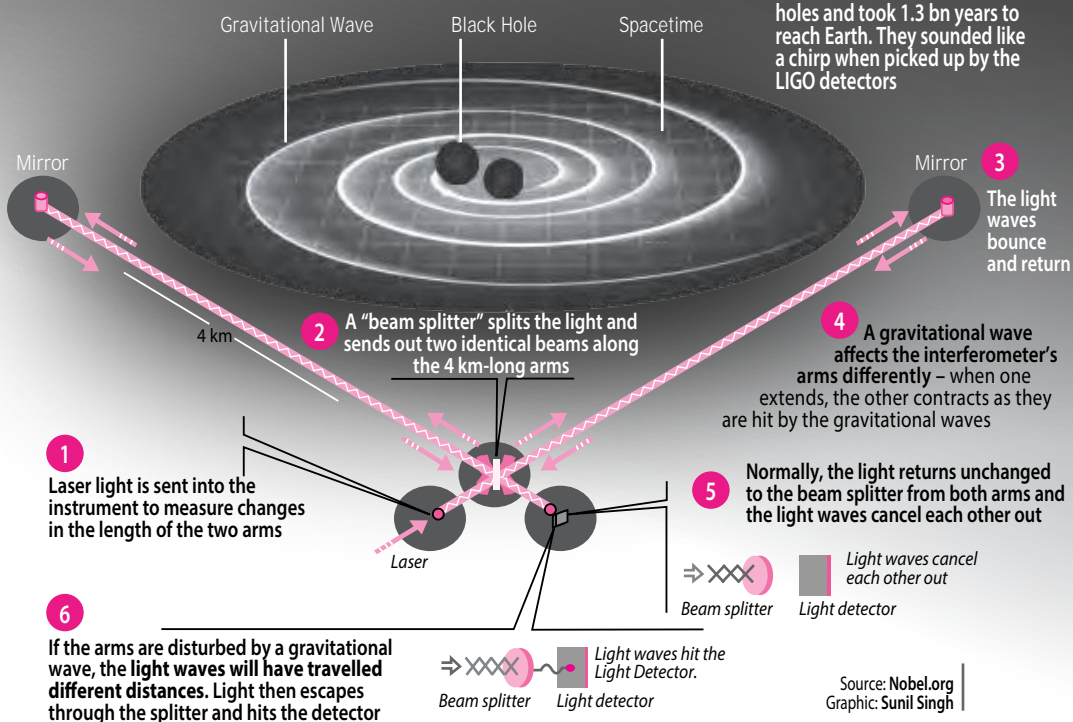 holes and took 1.3 bn years to
reach Earth. They sounded like
a chirp when picked up by the
LIGO detectors
Gravitational Wave
Black Hole
Spacetime
Mirror
Mirror
3
The light
waves
bounce
and return
4 km
2
A "beam splitter" splits the light and
sends out two identical beams along
the 4 km-long arms
4
A gravitational wave
affects the interferometer's
arms differently – when one
extends, the other contracts as they
are hit by the gravitational waves
1
Laser light is sent into the
instrument to measure changes
in the length of the two arms
Laser
5
Normally, the light returns unchanged
to the beam splitter from both arms and
the light waves cancel each other out
Light waves cancel
each other out
Beam splitter
Light detector
6
If the arms are disturbed by a gravitational
wave, the light waves will have travelled
different distances. Light then escapes
through the splitter and hits the detector
Light waves hit the
Light Detector.
Beam splitter
Light detector
Source: Nobel.org
Graphic: Sunil Singh